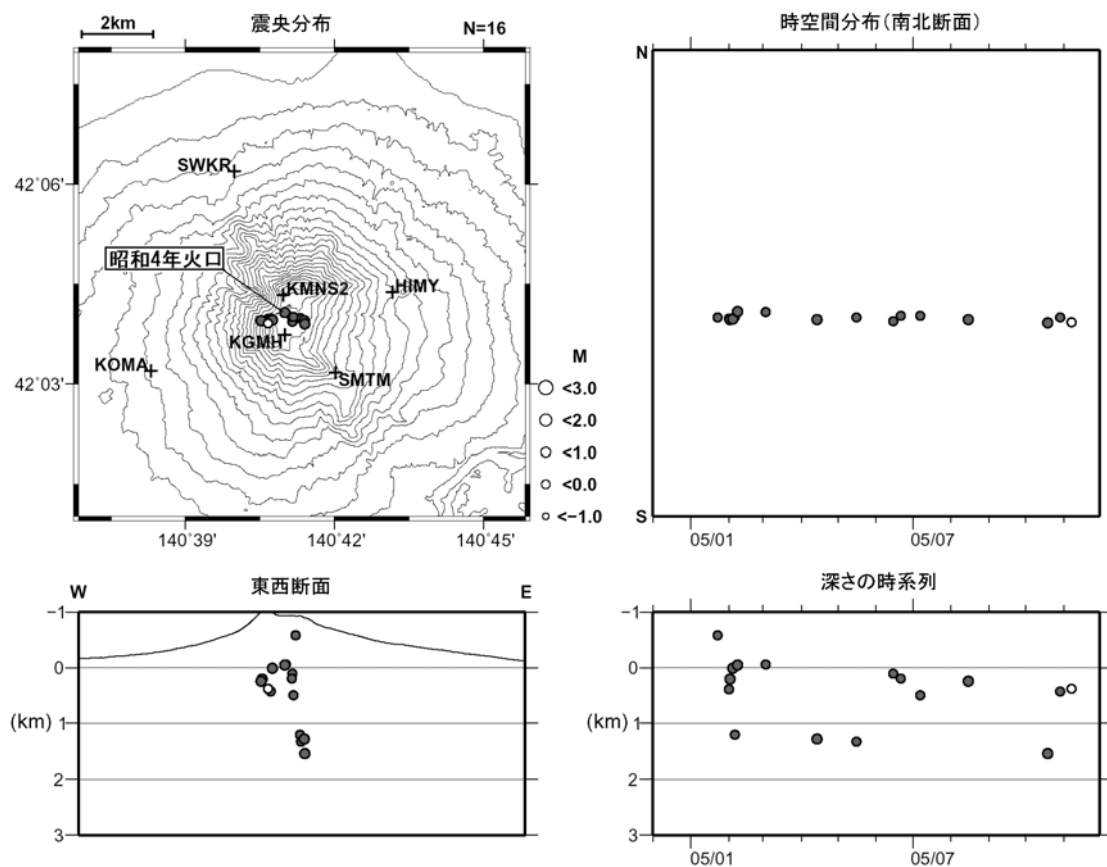 2km
震央分布
N=16
SWKR
42°06'
昭和4年火口
KMNS2
HIMY
KGMH
KOMA
SMTM
42°03'
140°39'
140°42'
140°45'
M
<3.0
<2.0
<1.0
<0.0
<−1.0
時空間分布(南北断面)
N
S
05/01
05/07
W
東西断面
E
−1
0
(km)
1
2
3
深さの時系列
−1
0
(km)
1
2
3
05/01
05/07